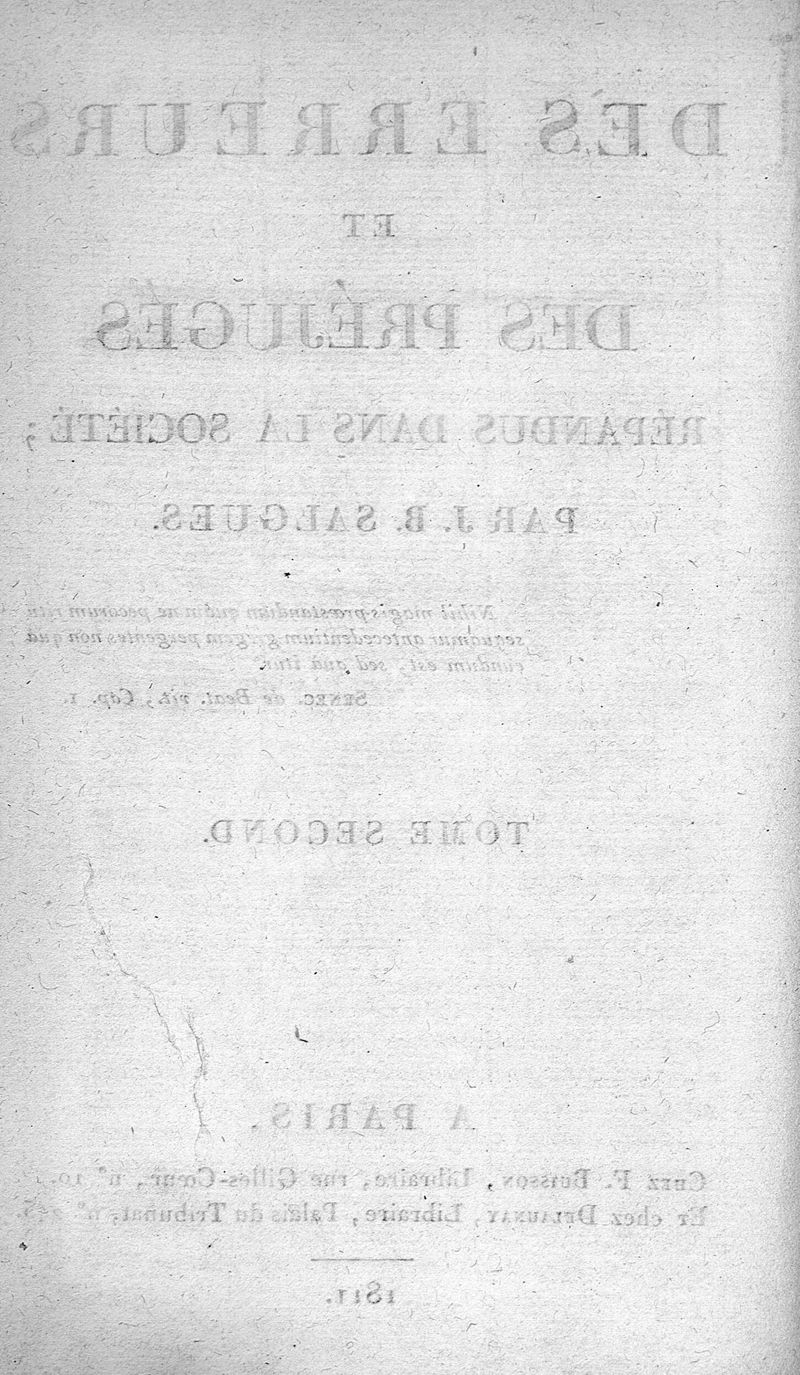 DES ERREURS
ET
DES PRÉJUGÉS
RÉPANDUS DANS LA SOCIÉTÉ;
PAR J. B. SALGUES.
Nihil magis præstandum quàm ne pecorum ritu
sequamur antecedentium gregem pergentes non quà
eundum est, sed quà itur.
SENEC. de Beat. vit., Cap. 1.
TOME SECOND.
A PARIS,
CHEZ F. BUISSON, Libraire, rue Gilles-Cœur, n° 10.
ET chez DELAUNAY, Libraire, Palais du Tribunat, n°
1811.